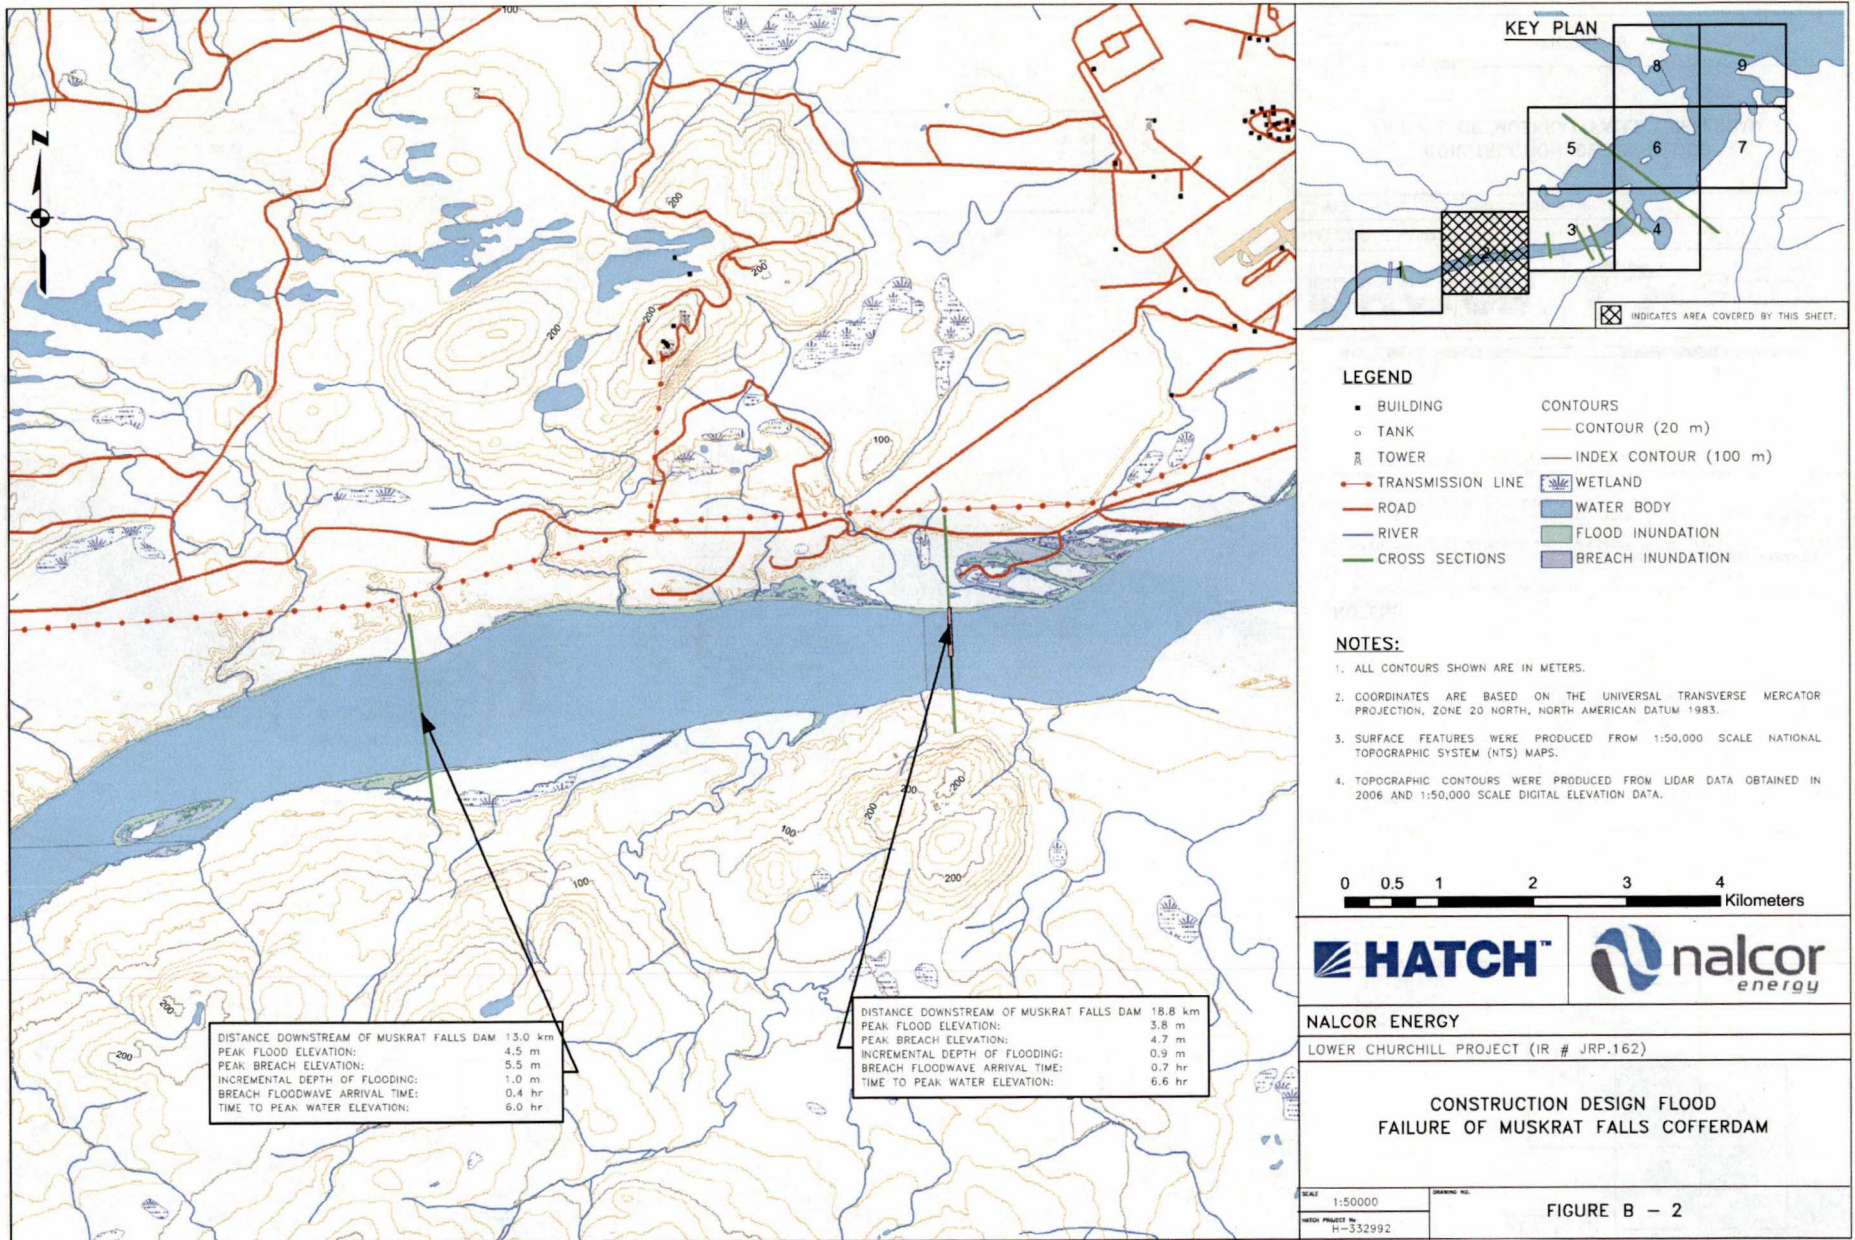 100
200
200
200
200
100
Z
200
200
200
100
200
100
200
200
DISTANCE DOWNSTREAM OF MUSKRAT FALLS DAM 13.0 km
PEAK FLOOD ELEVATION: 4.5 m
PEAK BREACH ELEVATION: 5.5 m
INCREMENTAL DEPTH OF FLOODING: 1.0 m
BREACH FLOODWAVE ARRIVAL TIME: 0.4 hr
TIME TO PEAK WATER ELEVATION: 6.0 hr
DISTANCE DOWNSTREAM OF MUSKRAT FALLS DAM 18.8 km
PEAK FLOOD ELEVATION: 3.8 m
PEAK BREACH ELEVATION: 4.7 m
INCREMENTAL DEPTH OF FLOODING: 0.9 m
BREACH FLOODWAVE ARRIVAL TIME: 0.7 hr
TIME TO PEAK WATER ELEVATION: 6.6 hr
KEY PLAN
8 9
5 6 7
3 4
1 2
INDICATES AREA COVERED BY THIS SHEET.
LEGEND
BUILDING
TANK
TOWER
TRANSMISSION LINE
ROAD
RIVER
CROSS SECTIONS
CONTOURS
CONTOUR (20 m)
INDEX CONTOUR (100 m)
WETLAND
WATER BODY
FLOOD INUNDATION
BREACH INUNDATION
NOTES:
1. ALL CONTOURS SHOWN ARE IN METERS.
2. COORDINATES ARE BASED ON THE UNIVERSAL TRANSVERSE MERCATOR
PROJECTION, ZONE 20 NORTH, NORTH AMERICAN DATUM 1983.
3. SURFACE FEATURES WERE PRODUCED FROM 1:50,000 SCALE NATIONAL
TOPOGRAPHIC SYSTEM (NTS) MAPS.
4. TOPOGRAPHIC CONTOURS WERE PRODUCED FROM LIDAR DATA OBTAINED IN
2006 AND 1:50,000 SCALE DIGITAL ELEVATION DATA.
0 0.5 1 2 3 4
Kilometers
HATCH™
nalcor
energy
NALCOR ENERGY
LOWER CHURCHILL PROJECT (IR # JRP.162)
CONSTRUCTION DESIGN FLOOD
FAILURE OF MUSKRAT FALLS COFFERDAM
SCALE
1:50000
DRAWING NO.
HATCH PROJECT No
H-332992
FIGURE B - 2